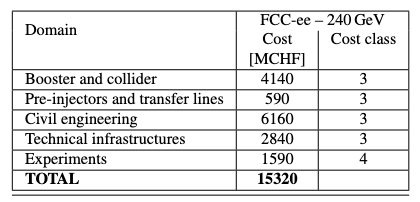 Domain FCC-ee – 240 GeV
Cost Cost class
[MCHF]
Booster and collider 4140 3
Pre-injectors and transfer lines 590 3
Civil engineering 6160 3
Technical infrastructures 2840 3
Experiments 1590 4
TOTAL 15320